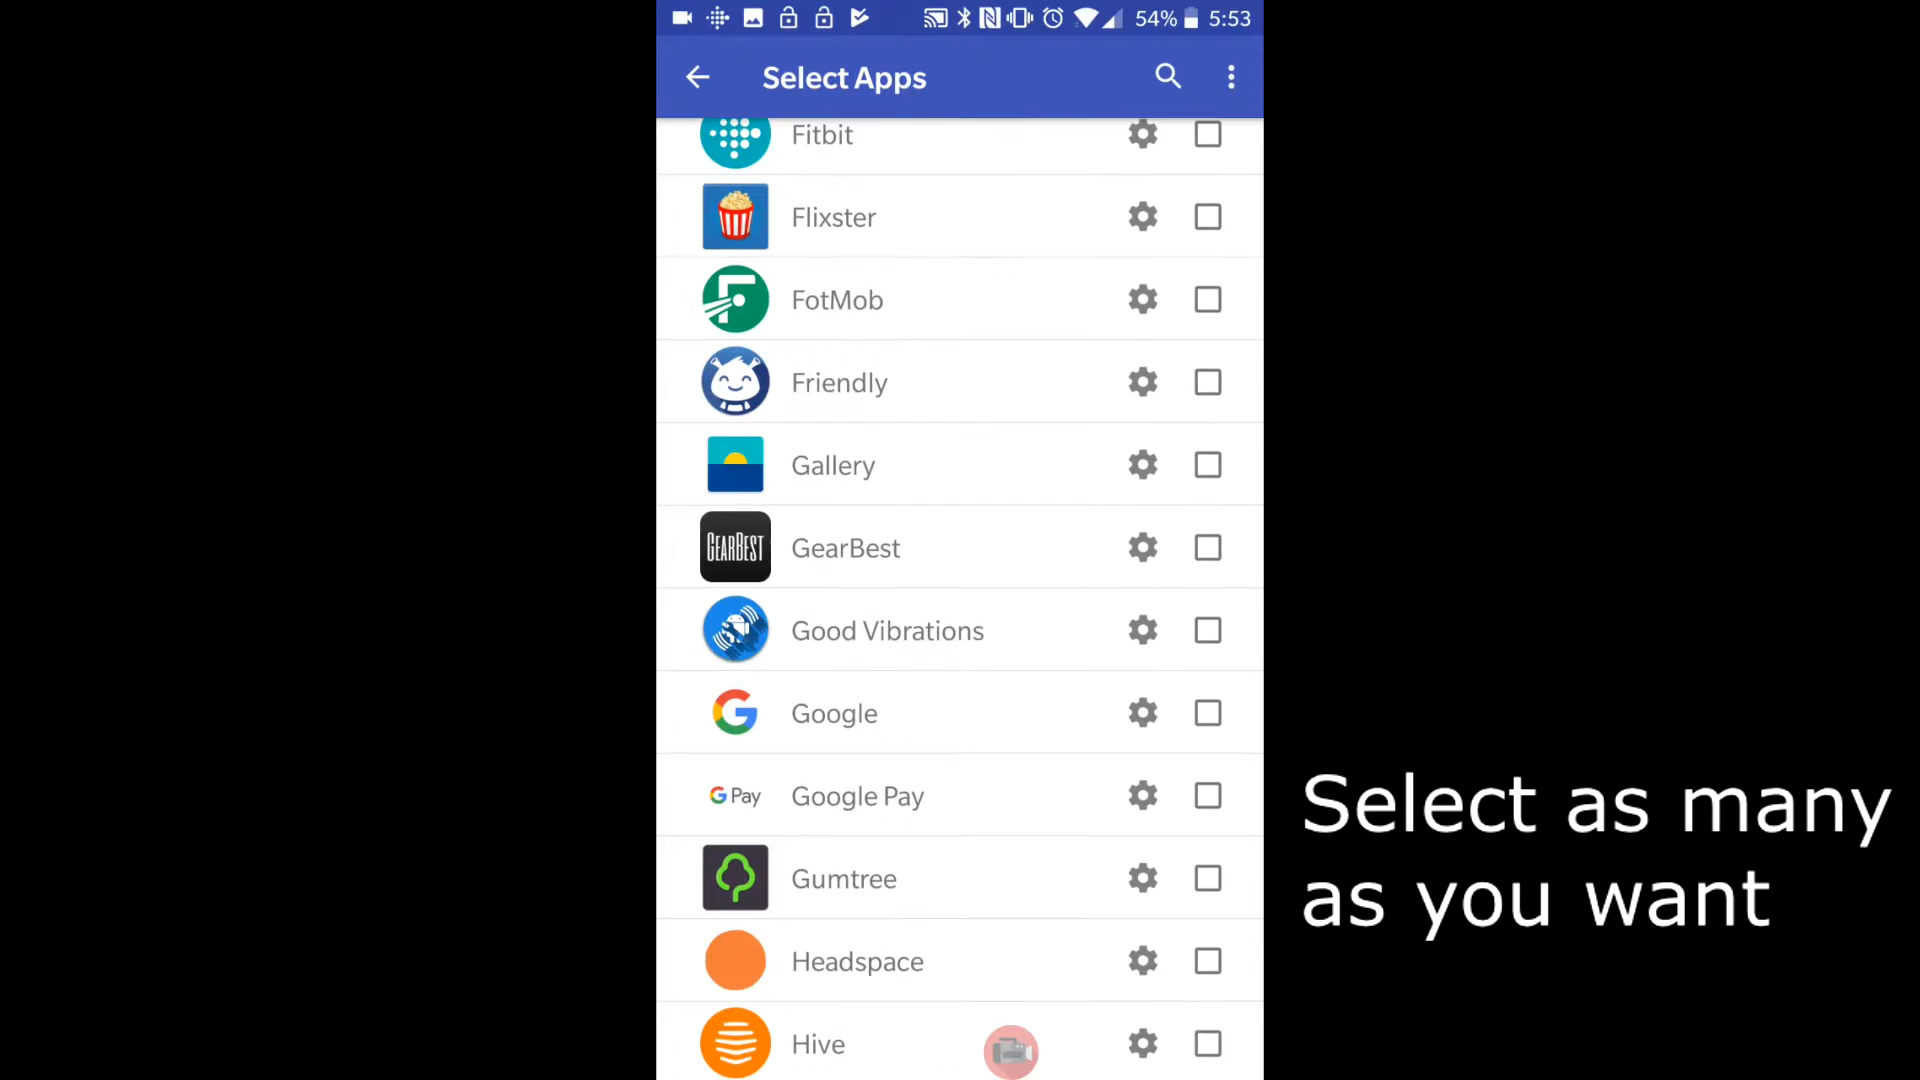 54% 5:53
Select Apps
Fitbit
Flixster
FotMob
Friendly
Gallery
GEARBEST GearBest
Good Vibrations
Google
G Pay Google Pay
Gumtree
Headspace
Hive
Select as many
as you want